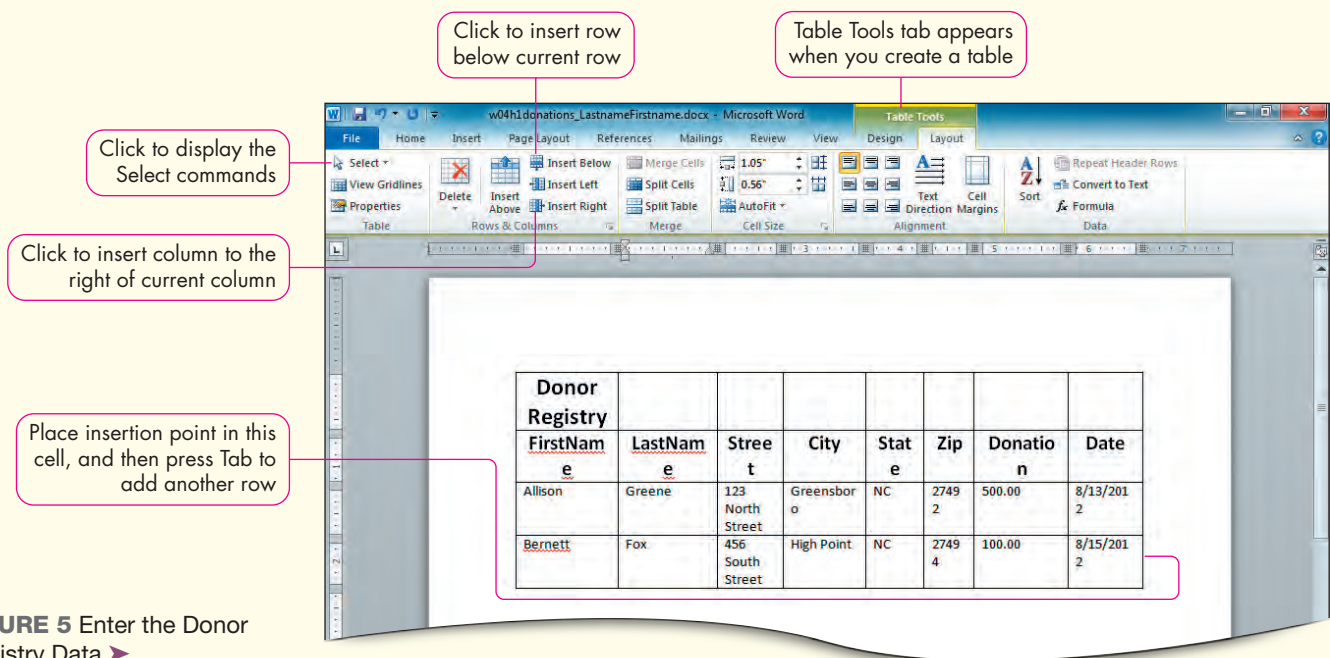 Click to insert row
below current row
Table Tools tab appears
when you create a table
Click to display the
Select commands
Click to insert column to the
right of current column
Place insertion point in this
cell, and then press Tab to
add another row
w04h1donations_LastnameFirstname.docx - Microsoft Word
Table Tools
File Home Insert Page Layout References Mailings Review View Design Layout
Select
View Gridlines
Properties
Table
Delete
Insert
Above
Insert Below
Insert Left
Insert Right
Rows & Columns
Merge Cells
Split Cells
Split Table
Merge
1.05"
0.56"
AutoFit
Cell Size
Text
Direction
Cell
Margins
Alignment
Sort
Repeat Header Rows
Convert to Text
Formula
Data
1 3 4 5 6 7
Donor
Registry
FirstNam
e
LastNam
e
Stree
t
City
Stat
e
Zip
Donatio
n
Date
Allison
Greene
123
North
Street
Greensbor
o
NC
2749
2
500.00
8/13/201
2
Bernett
Fox
456
South
Street
High Point
NC
2749
4
100.00
8/15/201
2
URE 5 Enter the Donor
istry Data ➤